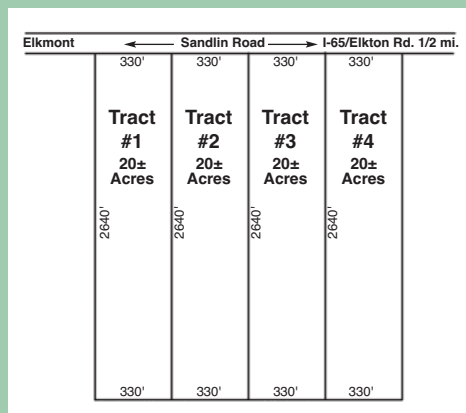 Elkmont Sandlin Road I-65/Elkton Rd. 1/2 mi.
330' 330' 330' 330'
Tract Tract Tract Tract
#1 #2 #3 #4
20± 20± 20± 20±
Acres Acres Acres Acres
2640' 2640' 2640' 2640'
330' 330' 330' 330'